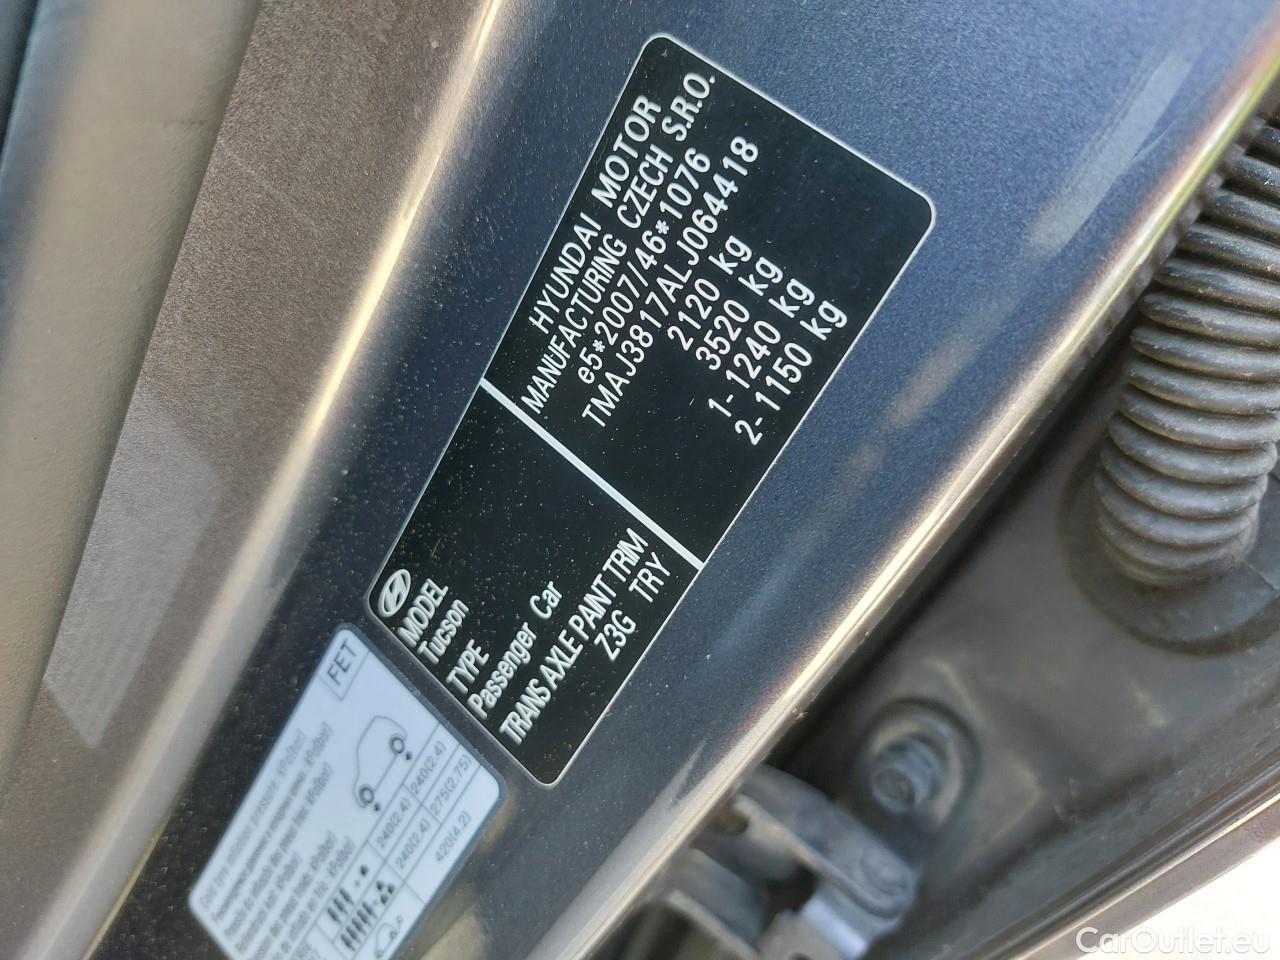 HYUNDAI MOTOR
MANUFACTURING CZECH S.R.O.
e5*2007/46*1076
TMAJ3817ALJ064418
2120 kg
3520 kg
1-1240 kg
2-1150 kg
MODEL
Tucson
TYPE
Passenger Car
TRANS AXLE PAINT TRIM
Z3G TRY
FET
240(2.4) 240(2.4)
240(2.4) 275(2.75)
420(4.2)
CarOutlet.eu